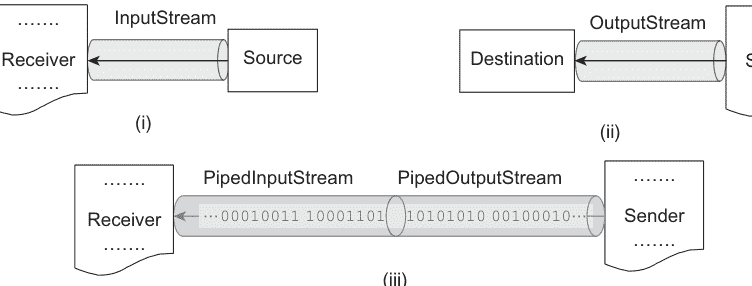 InputStream
.......
Receiver
.......
Source
(i)
OutputStream
Destination
S
(ii)
PipedInputStream PipedOutputStream
.......
Receiver
.......
...00010011 10001101 10101010 00100010...
.......
Sender
.......
(iii)